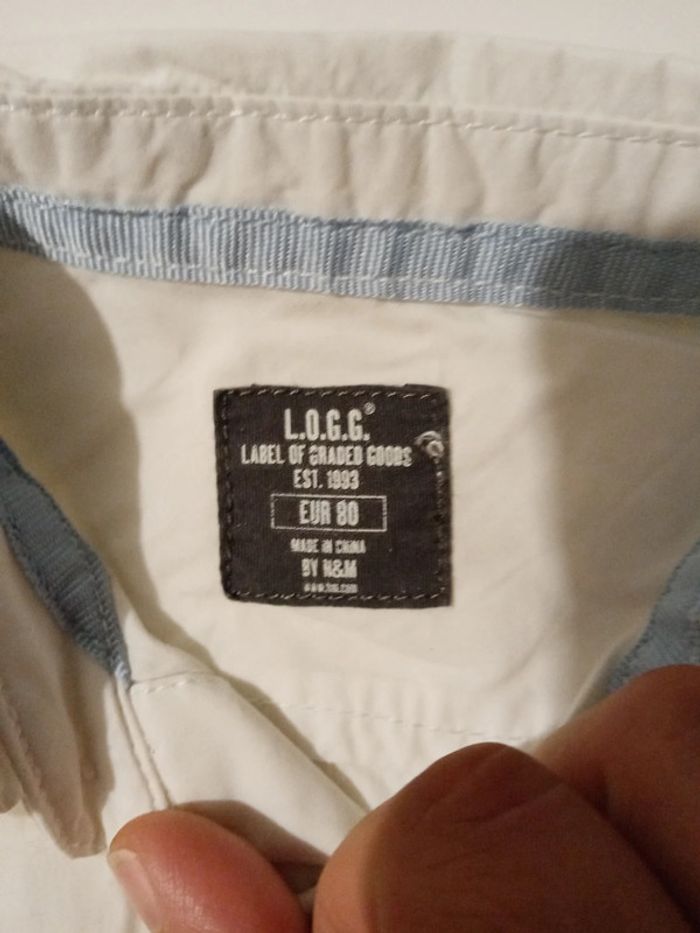 L.O.G.G.®
LABEL OF GRADED GOODS
EST. 1993
EUR 80
MADE IN CHINA
BY H&M